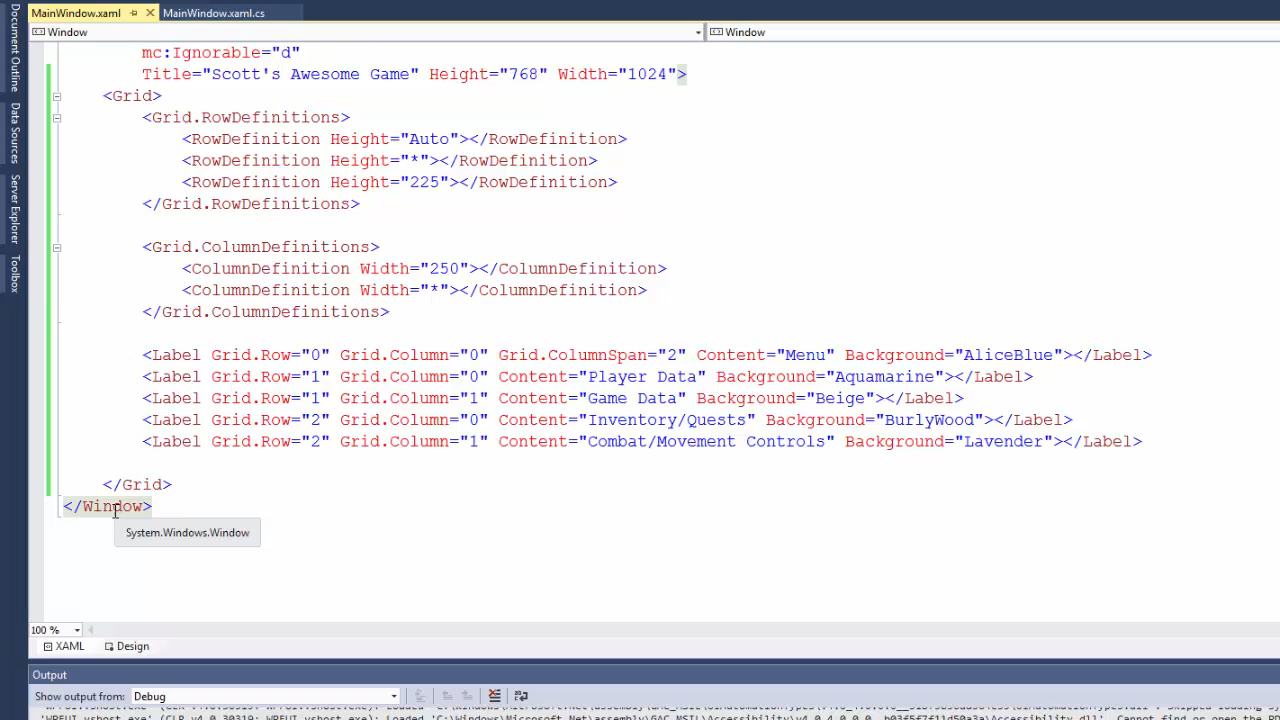 MainWindow.xaml MainWindow.xaml.cs
Document Outline
Data Sources
Server Explorer
Toolbox
Window Window
mc:Ignorable="d"
Title="Scott's Awesome Game" Height="768" Width="1024">
<Grid>
<Grid.RowDefinitions>
<RowDefinition Height="Auto"></RowDefinition>
<RowDefinition Height="*"></RowDefinition>
<RowDefinition Height="225"></RowDefinition>
</Grid.RowDefinitions>
<Grid.ColumnDefinitions>
<ColumnDefinition Width="250"></ColumnDefinition>
<ColumnDefinition Width="*"></ColumnDefinition>
</Grid.ColumnDefinitions>
<Label Grid.Row="0" Grid.Column="0" Grid.ColumnSpan="2" Content="Menu" Background="AliceBlue"></Label>
<Label Grid.Row="1" Grid.Column="0" Content="Player Data" Background="Aquamarine"></Label>
<Label Grid.Row="1" Grid.Column="1" Content="Game Data" Background="Beige"></Label>
<Label Grid.Row="2" Grid.Column="0" Content="Inventory/Quests" Background="BurlyWood"></Label>
<Label Grid.Row="2" Grid.Column="1" Content="Combat/Movement Controls" Background="Lavender"></Label>
</Grid>
</Window>
System.Windows.Window
100 %
XAML Design
Output
Show output from: Debug